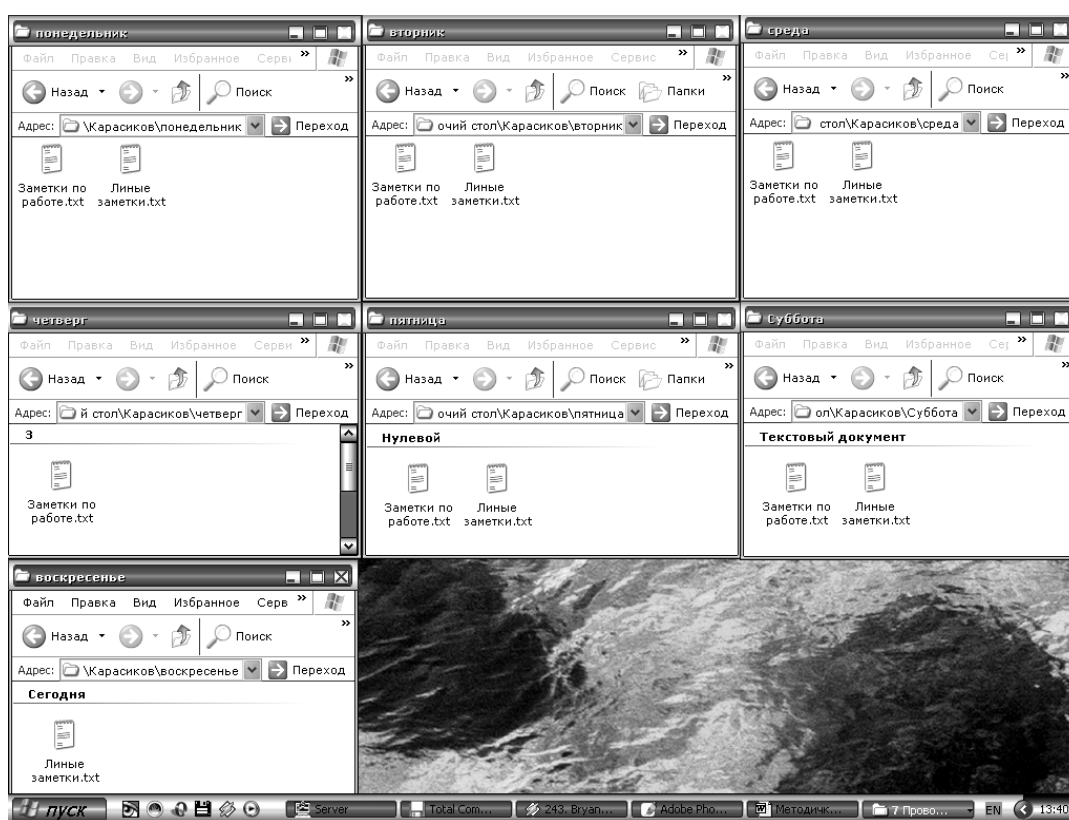 понедельник
Файл Правка Вид Избранное Серви »
Назад Поиск »
Адрес: \Карасиков\понедельник Переход
Заметки по работе.txt
Линые заметки.txt
вторник
Файл Правка Вид Избранное Сервис »
Назад Поиск Папки »
Адрес: очий стол\Карасиков\вторник Переход
Заметки по работе.txt
Линые заметки.txt
среда
Файл Правка Вид Избранное Сер »
Назад Поиск »
Адрес: стол\Карасиков\среда Переход
Заметки по работе.txt
Линые заметки.txt
четверг
Файл Правка Вид Избранное Серви »
Назад Поиск »
Адрес: й стол\Карасиков\четверг Переход
З
Заметки по работе.txt
пятница
Файл Правка Вид Избранное Сервис »
Назад Поиск Папки »
Адрес: очий стол\Карасиков\пятница Переход
Нулевой
Заметки по работе.txt
Линые заметки.txt
Суббота
Файл Правка Вид Избранное Сер »
Назад Поиск »
Адрес: ол\Карасиков\Суббота Переход
Текстовый документ
Заметки по работе.txt
Линые заметки.txt
воскресенье
Файл Правка Вид Избранное Серв »
Назад Поиск »
Адрес: \Карасиков\воскресенье Переход
Сегодня
Линые заметки.txt
пуск Server Total Com... 243. Bryan... Adobe Pho... Методичк... 7 Прово... EN 13:40